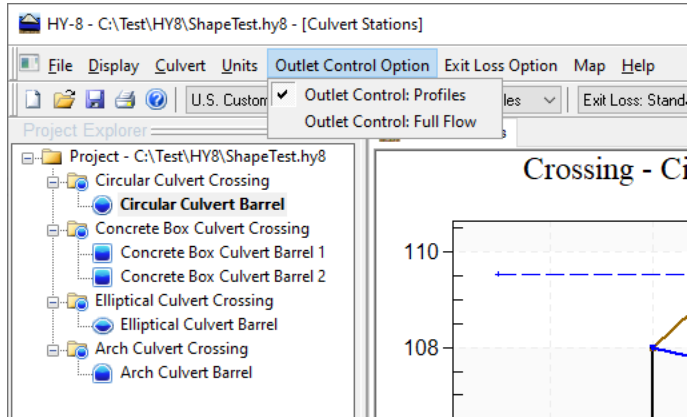 HY-8 - C:\Test\HY8\ShapeTest.hy8 - [Culvert Stations]
File Display Culvert Units Outlet Control Option Exit Loss Option Map Help
U.S. Custom
Exit Loss: Stand
Outlet Control: Profiles
Outlet Control: Full Flow
Project Explorer
Project - C:\Test\HY8\ShapeTest.hy8
Circular Culvert Crossing
Circular Culvert Barrel
Concrete Box Culvert Crossing
Concrete Box Culvert Barrel 1
Concrete Box Culvert Barrel 2
Elliptical Culvert Crossing
Elliptical Culvert Barrel
Arch Culvert Crossing
Arch Culvert Barrel
Crossing - Ci
110
108